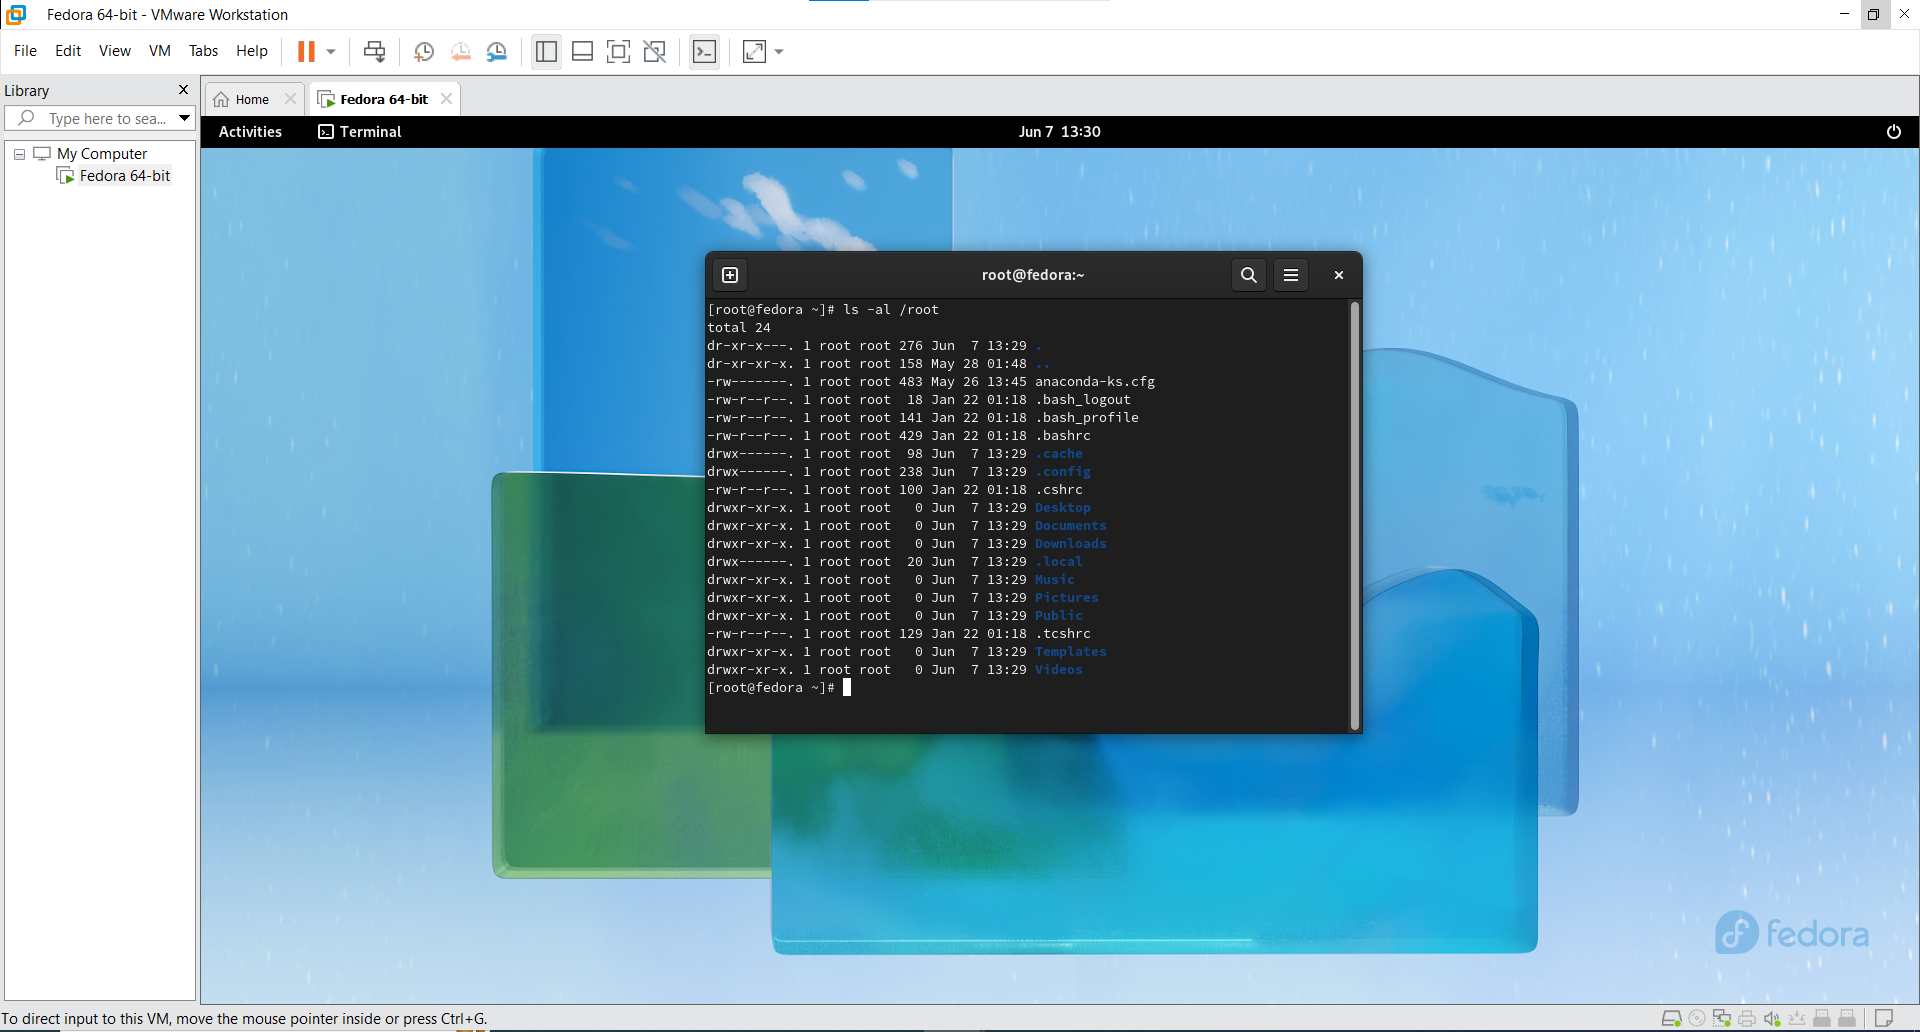 Fedora 64-bit - VMware Workstation
File Edit View VM Tabs Help
Library
Type here to sea...
My Computer
Fedora 64-bit
Home
Fedora 64-bit
Activities
Terminal
Jun 7 13:30
root@fedora:~
[root@fedora ~]# ls -al /root
total 24
dr-xr-x---. 1 root root 276 Jun  7 13:29 .
dr-xr-xr-x. 1 root root 158 May 28 01:48 ..
-rw-------. 1 root root 483 May 26 13:45 anaconda-ks.cfg
-rw-r--r--. 1 root root  18 Jan 22 01:18 .bash_logout
-rw-r--r--. 1 root root 141 Jan 22 01:18 .bash_profile
-rw-r--r--. 1 root root 429 Jan 22 01:18 .bashrc
drwx------. 1 root root  98 Jun  7 13:29 .cache
drwx------. 1 root root 238 Jun  7 13:29 .config
-rw-r--r--. 1 root root 100 Jan 22 01:18 .cshrc
drwxr-xr-x. 1 root root   0 Jun  7 13:29 Desktop
drwxr-xr-x. 1 root root   0 Jun  7 13:29 Documents
drwxr-xr-x. 1 root root   0 Jun  7 13:29 Downloads
drwx------. 1 root root  20 Jun  7 13:29 .local
drwxr-xr-x. 1 root root   0 Jun  7 13:29 Music
drwxr-xr-x. 1 root root   0 Jun  7 13:29 Pictures
drwxr-xr-x. 1 root root   0 Jun  7 13:29 Public
-rw-r--r--. 1 root root 129 Jan 22 01:18 .tcshrc
drwxr-xr-x. 1 root root   0 Jun  7 13:29 Templates
drwxr-xr-x. 1 root root   0 Jun  7 13:29 Videos
[root@fedora ~]#
fedora
To direct input to this VM, move the mouse pointer inside or press Ctrl+G.